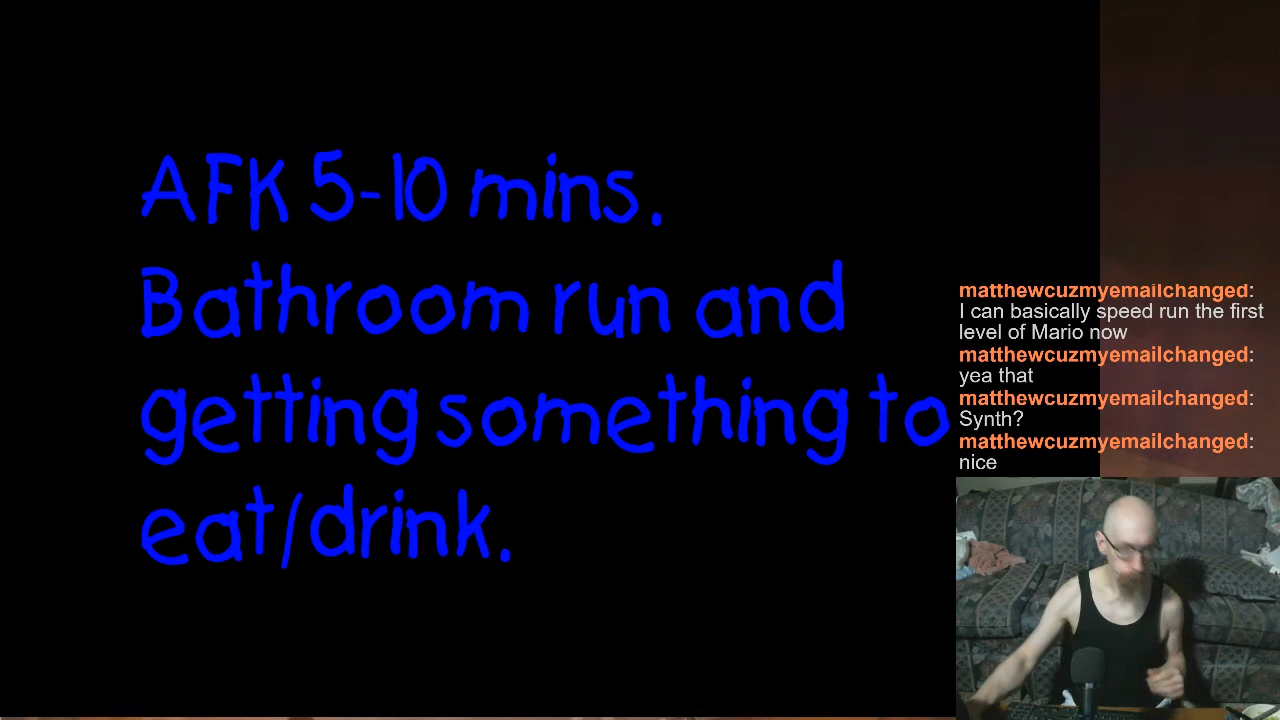 AFK 5-10 mins.
Bathroom run and
getting something to
eat/drink.
matthewcuzmyemailchanged:
I can basically speed run the first
level of Mario now
matthewcuzmyemailchanged:
yea that
matthewcuzmyemailchanged:
Synth?
matthewcuzmyemailchanged:
nice